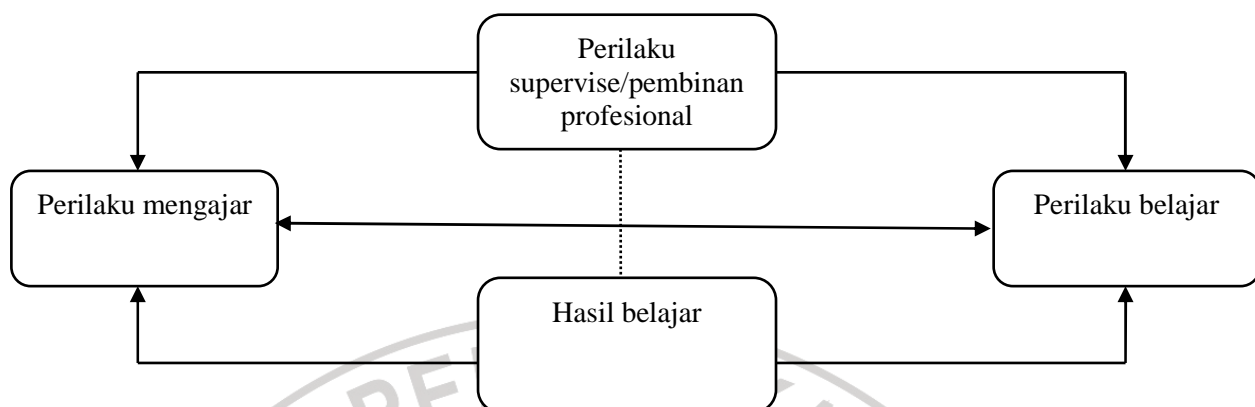 Perilaku
supervise/pembinan
profesional
Perilaku mengajar
Perilaku belajar
Hasil belajar